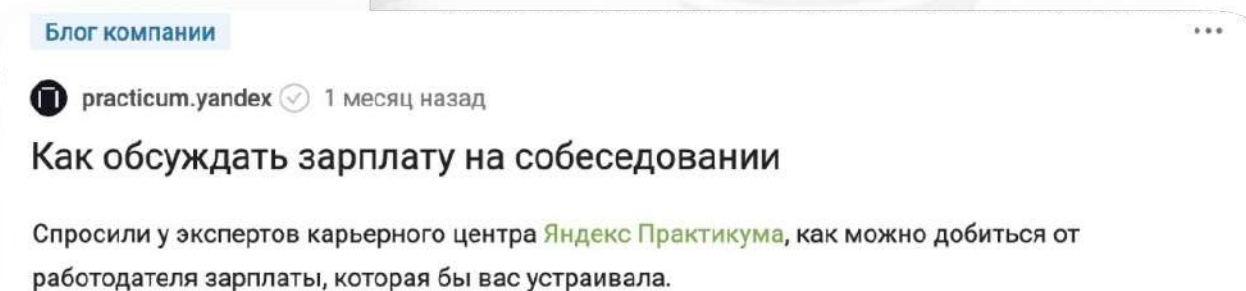 Блог компании
practicum.yandex 1 месяц назад
Как обсуждать зарплату на собеседовании
Спросили у экспертов карьерного центра Яндекс Практикума, как можно добиться от
работодателя зарплаты, которая бы вас устраивала.